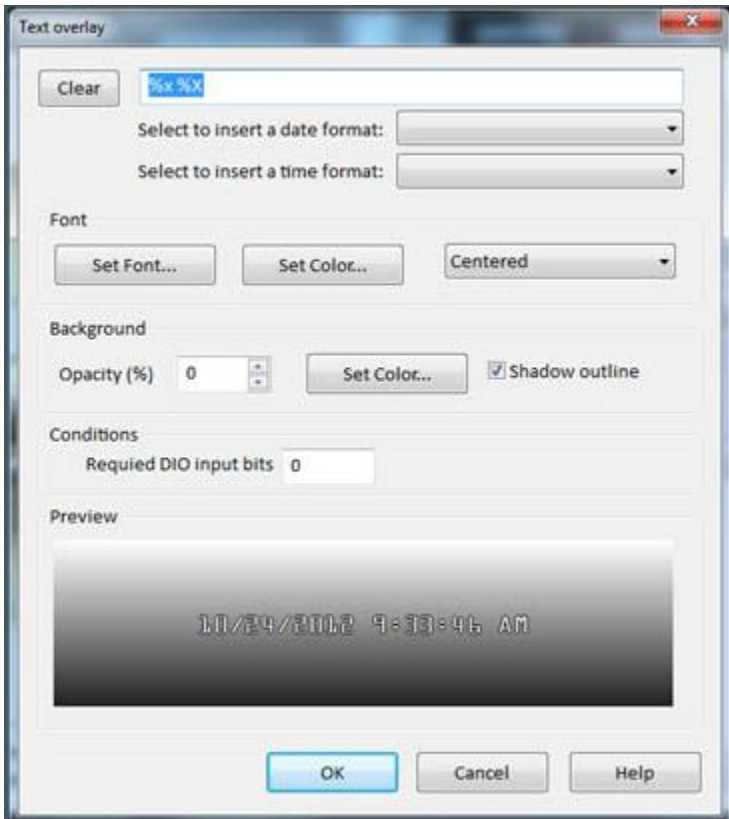 Text overlay
Clear %x %X
Select to insert a date format:
Select to insert a time format:
Font
Set Font... Set Color... Centered
Background
Opacity (%) 0 Set Color... Shadow outline
Conditions
Requied DIO input bits 0
Preview
10/24/2012 9:33:46 AM
OK Cancel Help